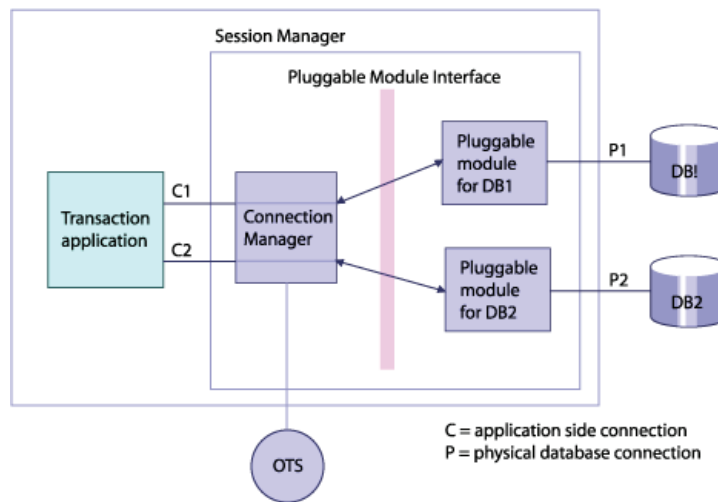 Session Manager
Pluggable Module Interface
Pluggable
module
for DB1
P1
DB!
C1
Transaction
application
Connection
Manager
C2
Pluggable
module
for DB2
P2
DB2
C = application side connection
P = physical database connection
OTS